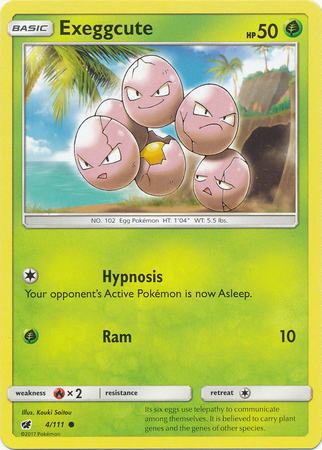 BASIC Exeggcute HP 50
NO. 102 Egg Pokémon HT: 1'04" WT: 5.5 lbs.
Hypnosis
Your opponent's Active Pokémon is now Asleep.
Ram 10
weakness × 2 resistance retreat
Illus. Kouki Saitou
4/111
©2017 Pokémon
Its six eggs use telepathy to communicate
among themselves. It is believed to carry plant
genes and the genes of other species.